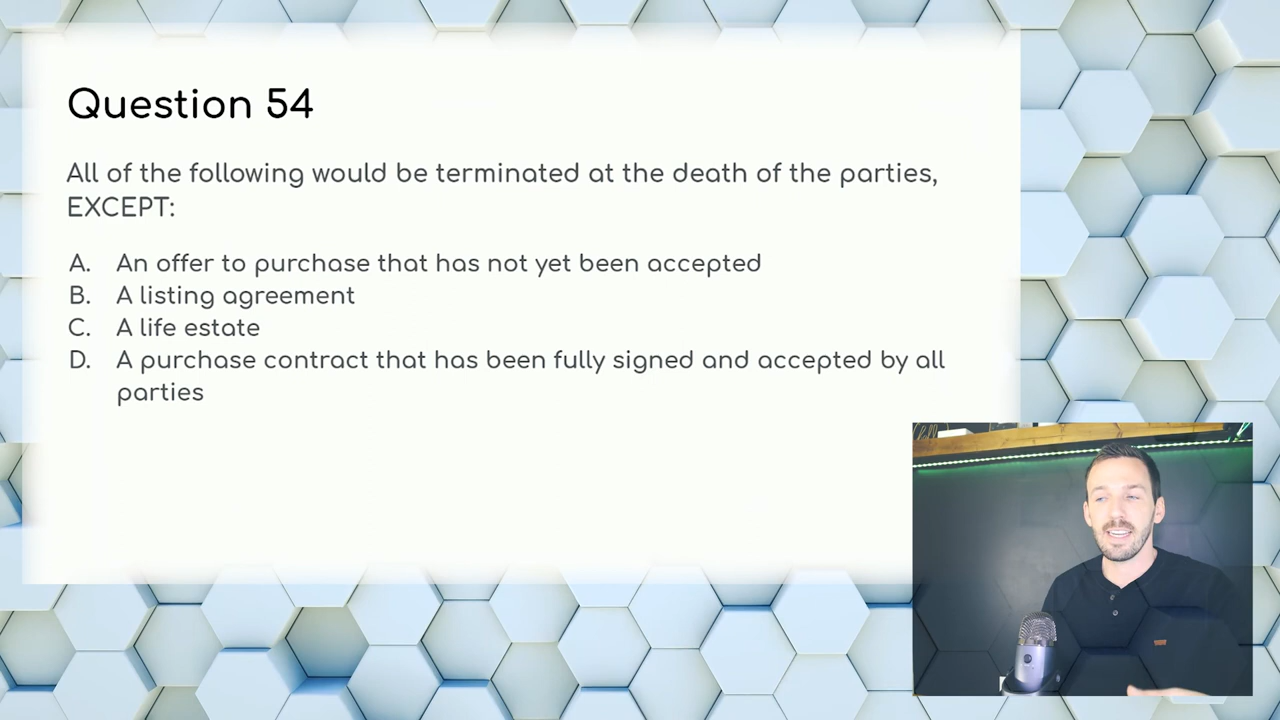 Question 54
All of the following would be terminated at the death of the parties,
EXCEPT:
A. An offer to purchase that has not yet been accepted
B. A listing agreement
C. A life estate
D. A purchase contract that has been fully signed and accepted by all
parties